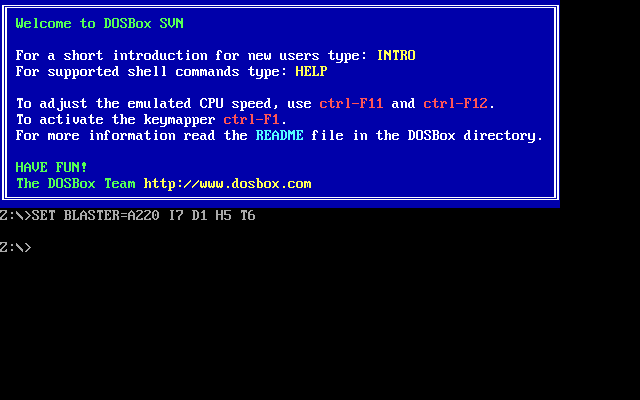 Welcome to DOSBox SVN
For a short introduction for new users type: INTRO
For supported shell commands type: HELP
To adjust the emulated CPU speed, use ctrl-F11 and ctrl-F12.
To activate the keymapper ctrl-F1.
For more information read the README file in the DOSBox directory.
HAVE FUN!
The DOSBox Team http://www.dosbox.com
Z:\>SET BLASTER=A220 I7 D1 H5 T6
Z:\>